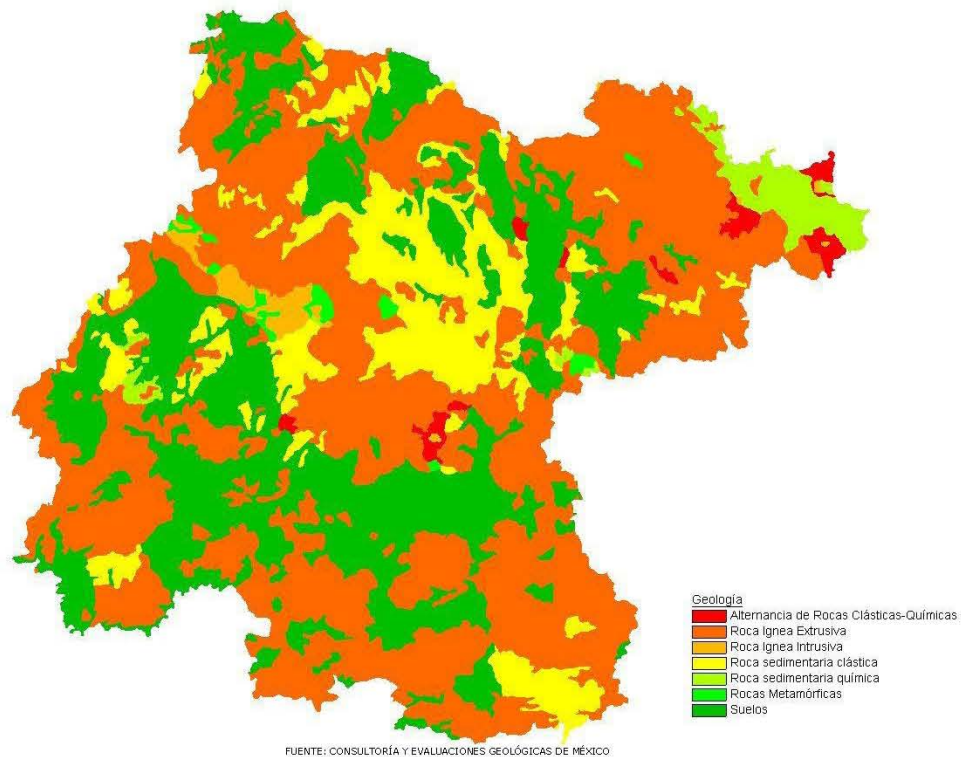 Geología
Alternancia de Rocas Clásticas-Químicas
Roca Ignea Extrusiva
Roca Ignea Intrusiva
Roca sedimentaria clástica
Roca sedimentaria química
Rocas Metamórficas
Suelos
FUENTE: CONSULTORÍA Y EVALUACIONES GEOLÓGICAS DE MÉXICO